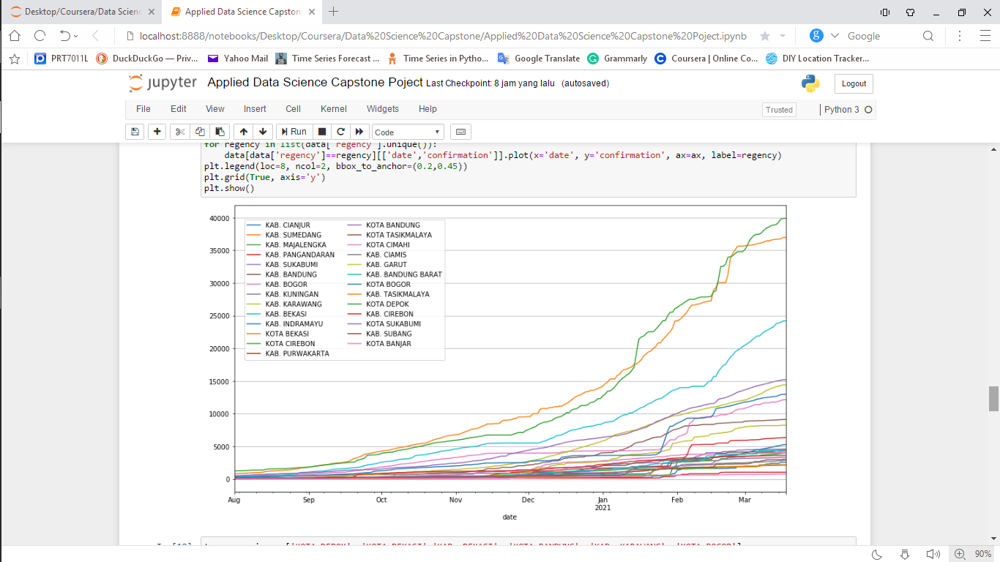 Desktop/Coursera/Data Scienc
Applied Data Science Capston
localhost:8888/notebooks/Desktop/Coursera/Data%20Science%20Capstone/Applied%20Data%20Science%20Capstone%20Poject.ipynb
Google
PRT7011L
DuckDuckGo — Priv...
Yahoo Mail
Time Series Forecast ...
Time Series in Pytho...
Google Translate
Grammarly
Coursera | Online Co...
DIY Location Tracker...
jupyter Applied Data Science Capstone Poject Last Checkpoint: 8 jam yang lalu (autosaved)
Logout
File Edit View Insert Cell Kernel Widgets Help
Trusted
Python 3
Run
Code
for regency in list(data['regency'].unique()):
data[data['regency']==regency][['date','confirmation']].plot(x='date', y='confirmation', ax=ax, label=regency)
plt.legend(loc=8, ncol=2, bbox_to_anchor=(0.2,0.45))
plt.grid(True, axis='y')
plt.show()
40000
35000
30000
25000
20000
15000
10000
5000
0
KAB. CIANJUR
KAB. SUMEDANG
KAB. MAJALENGKA
KAB. PANGANDARAN
KAB. SUKABUMI
KAB. BANDUNG
KAB. BOGOR
KAB. KUNINGAN
KAB. KARAWANG
KAB. BEKASI
KAB. INDRAMAYU
KOTA BEKASI
KOTA CIREBON
KAB. PURWAKARTA
KOTA BANDUNG
KOTA TASIKMALAYA
KOTA CIMAHI
KAB. CIAMIS
KAB. GARUT
KAB. BANDUNG BARAT
KOTA BOGOR
KAB. TASIKMALAYA
KOTA DEPOK
KAB. CIREBON
KOTA SUKABUMI
KAB. SUBANG
KOTA BANJAR
Aug Sep Oct Nov Dec Jan Feb Mar
2021
date
90%